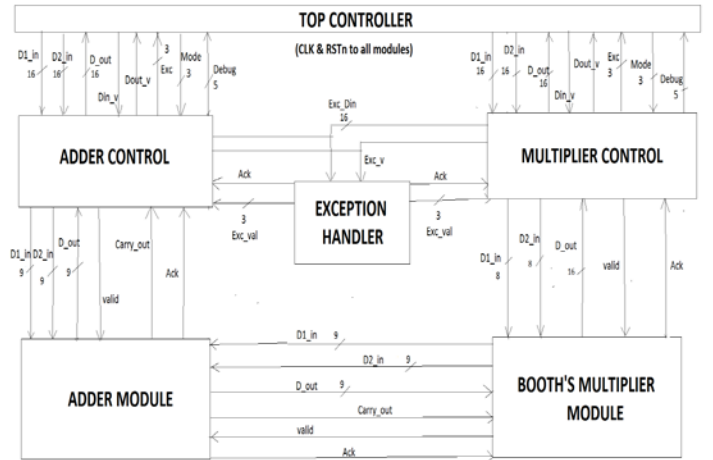 TOP CONTROLLER
(CLK & RSTn to all modules)
D1_in
16
D2_in
16
D_out
16
Din_v
Dout_v
3
Exc
Mode
3
Debug
5
D1_in
16
D2_in
16
D_out
16
Din_v
Dout_v
Exc
3
Mode
3
Debug
5
ADDER CONTROL
Exc_Din
16
Exc_v
MULTIPLIER CONTROL
Ack
3
Exc_val
EXCEPTION
HANDLER
Ack
3
Exc_val
D1_in
9
D2_in
9
D_out
9
valid
Carry_out
Ack
D1_in
8
D2_in
8
D_out
16
valid
Ack
ADDER MODULE
D1_in 9
D2_in 9
D_out 9
Carry_out
valid
Ack
BOOTH'S MULTIPLIER
MODULE